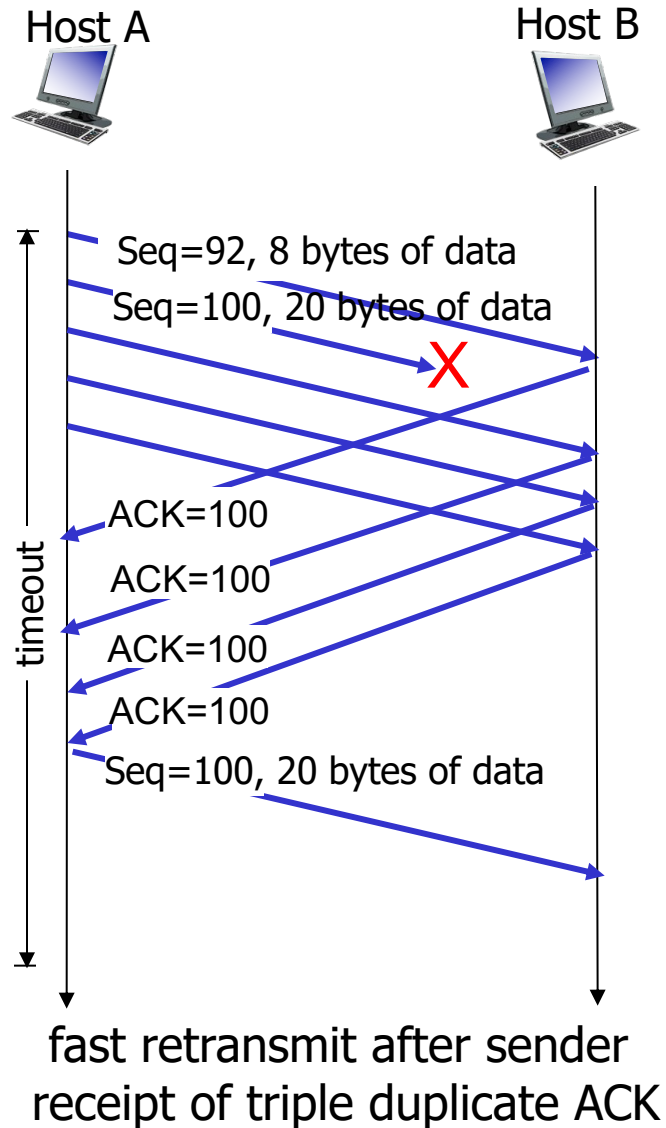 Host A
Host B
Seq=92, 8 bytes of data
Seq=100, 20 bytes of data
X
ACK=100
timeout
ACK=100
ACK=100
ACK=100
Seq=100, 20 bytes of data
fast retransmit after sender
receipt of triple duplicate ACK